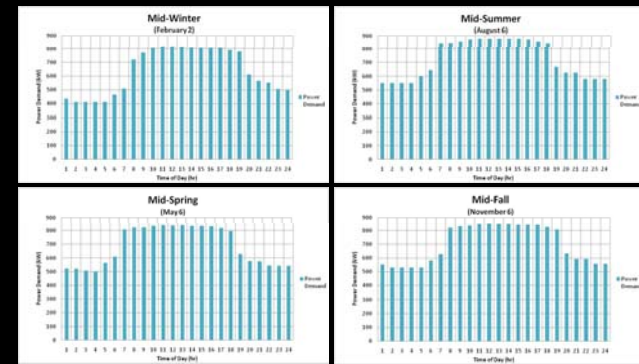 Mid-Winter
(February 2)
900
800
700
600
500
400
300
200
100
0
Power Demand (kW)
1 2 3 4 5 6 7 8 9 10 11 12 13 14 15 16 17 18 19 20 21 22 23 24
Time of Day (hr)
Power
Demand
Mid-Summer
(August 6)
900
800
700
600
500
400
300
200
100
0
Power Demand (kW)
1 2 3 4 5 6 7 8 9 10 11 12 13 14 15 16 17 18 19 20 21 22 23 24
Time of Day (hr)
Power
Demand
Mid-Spring
(May 6)
900
800
700
600
500
400
300
200
100
0
Power Demand (kW)
1 2 3 4 5 6 7 8 9 10 11 12 13 14 15 16 17 18 19 20 21 22 23 24
Time of Day (hr)
Power
Demand
Mid-Fall
(November 6)
900
800
700
600
500
400
300
200
100
0
Power Demand (kW)
1 2 3 4 5 6 7 8 9 10 11 12 13 14 15 16 17 18 19 20 21 22 23 24
Time of Day (hr)
Power
Demand